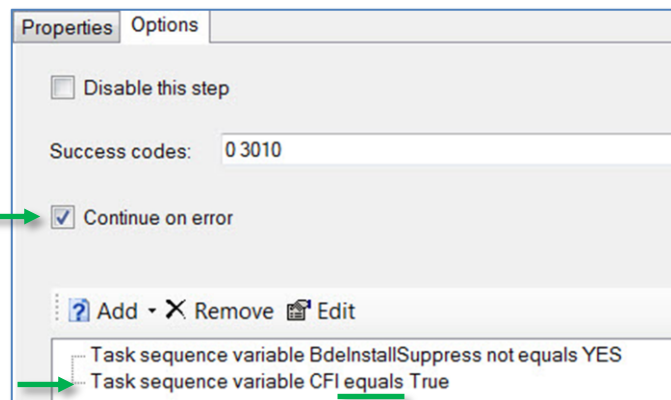 Properties Options
Disable this step
Success codes: 0 3010
Continue on error
Add Remove Edit
Task sequence variable BdeInstallSuppress not equals YES
Task sequence variable CFI equals True